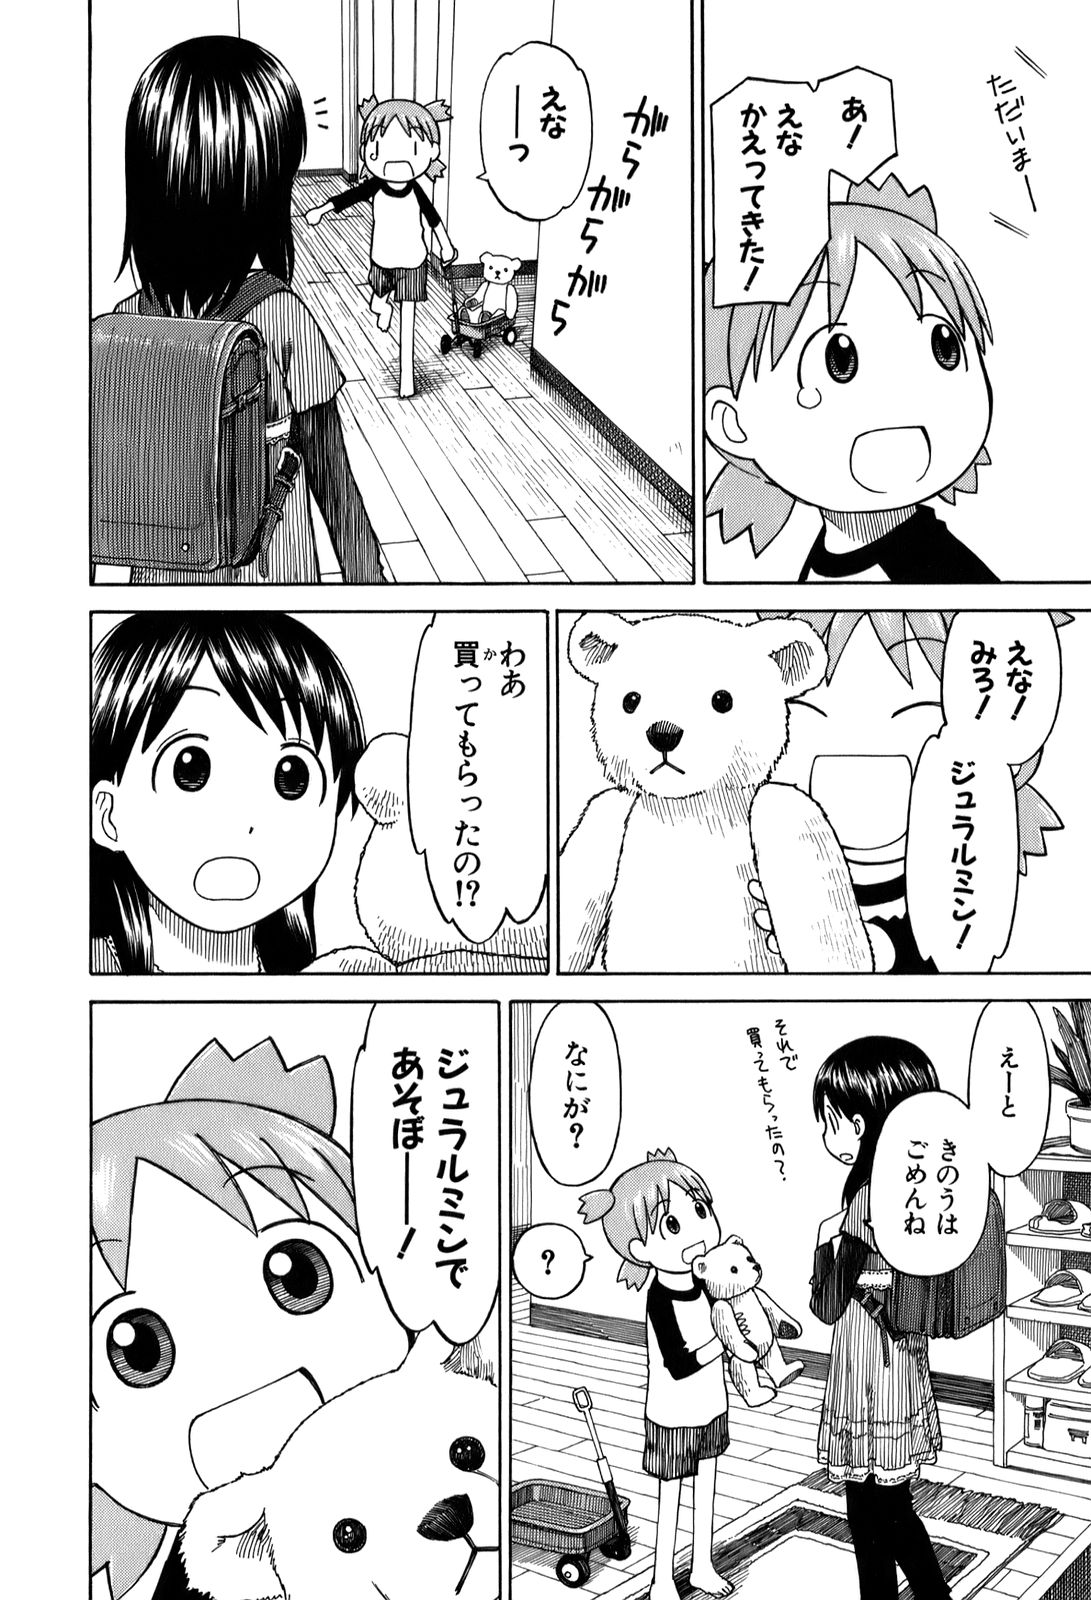 ただいまー
あ！
えな
かえってきた！
がらがらがら
えな
ーっ
えな！
みろ！
ジュラルミン！
わあ
買ってもらったの!?
か
えーと
きのうは
ごめんね
それで
買ってもらったの？
なにが？
？
ジュラルミンで
あそぼーー！